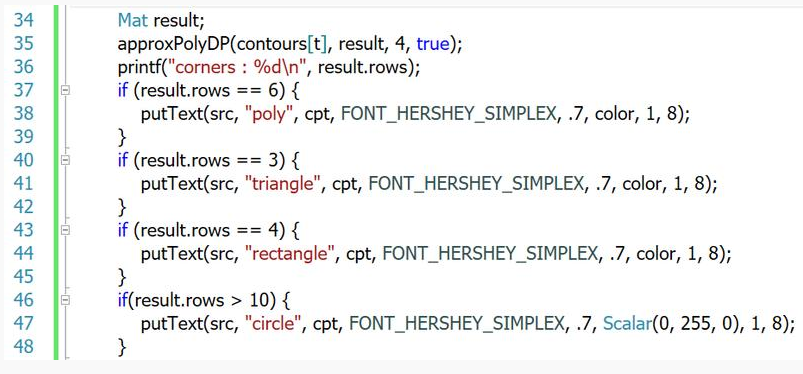 34 Mat result;
35 approxPolyDP(contours[t], result, 4, true);
36 printf("corners : %d\n", result.rows);
37 if (result.rows == 6) {
38 putText(src, "poly", cpt, FONT_HERSHEY_SIMPLEX, .7, color, 1, 8);
39 }
40 if (result.rows == 3) {
41 putText(src, "triangle", cpt, FONT_HERSHEY_SIMPLEX, .7, color, 1, 8);
42 }
43 if (result.rows == 4) {
44 putText(src, "rectangle", cpt, FONT_HERSHEY_SIMPLEX, .7, color, 1, 8);
45 }
46 if(result.rows > 10) {
47 putText(src, "circle", cpt, FONT_HERSHEY_SIMPLEX, .7, Scalar(0, 255, 0), 1, 8);
48 }